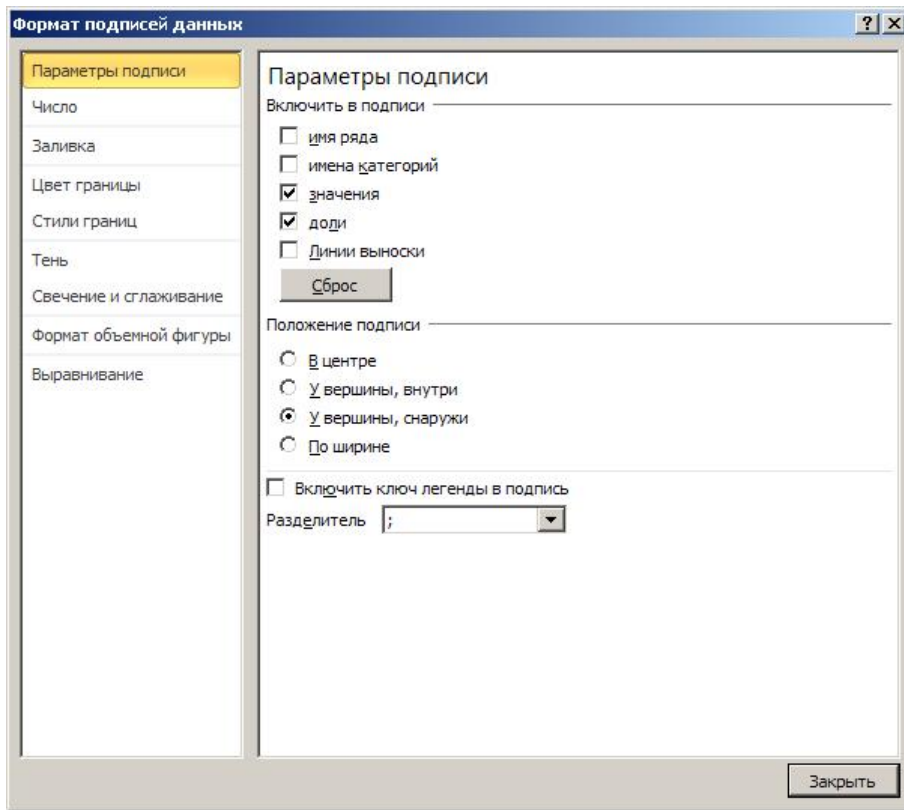 Формат подписей данных
Параметры подписи
Число
Заливка
Цвет границы
Стили границ
Тень
Свечение и сглаживание
Формат объемной фигуры
Выравнивание
Параметры подписи
Включить в подписи
имя ряда
имена категорий
значения
доли
Линии выноски
Сброс
Положение подписи
В центре
У вершины, внутри
У вершины, снаружи
По ширине
Включить ключ легенды в подпись
Разделитель ;
Закрыть